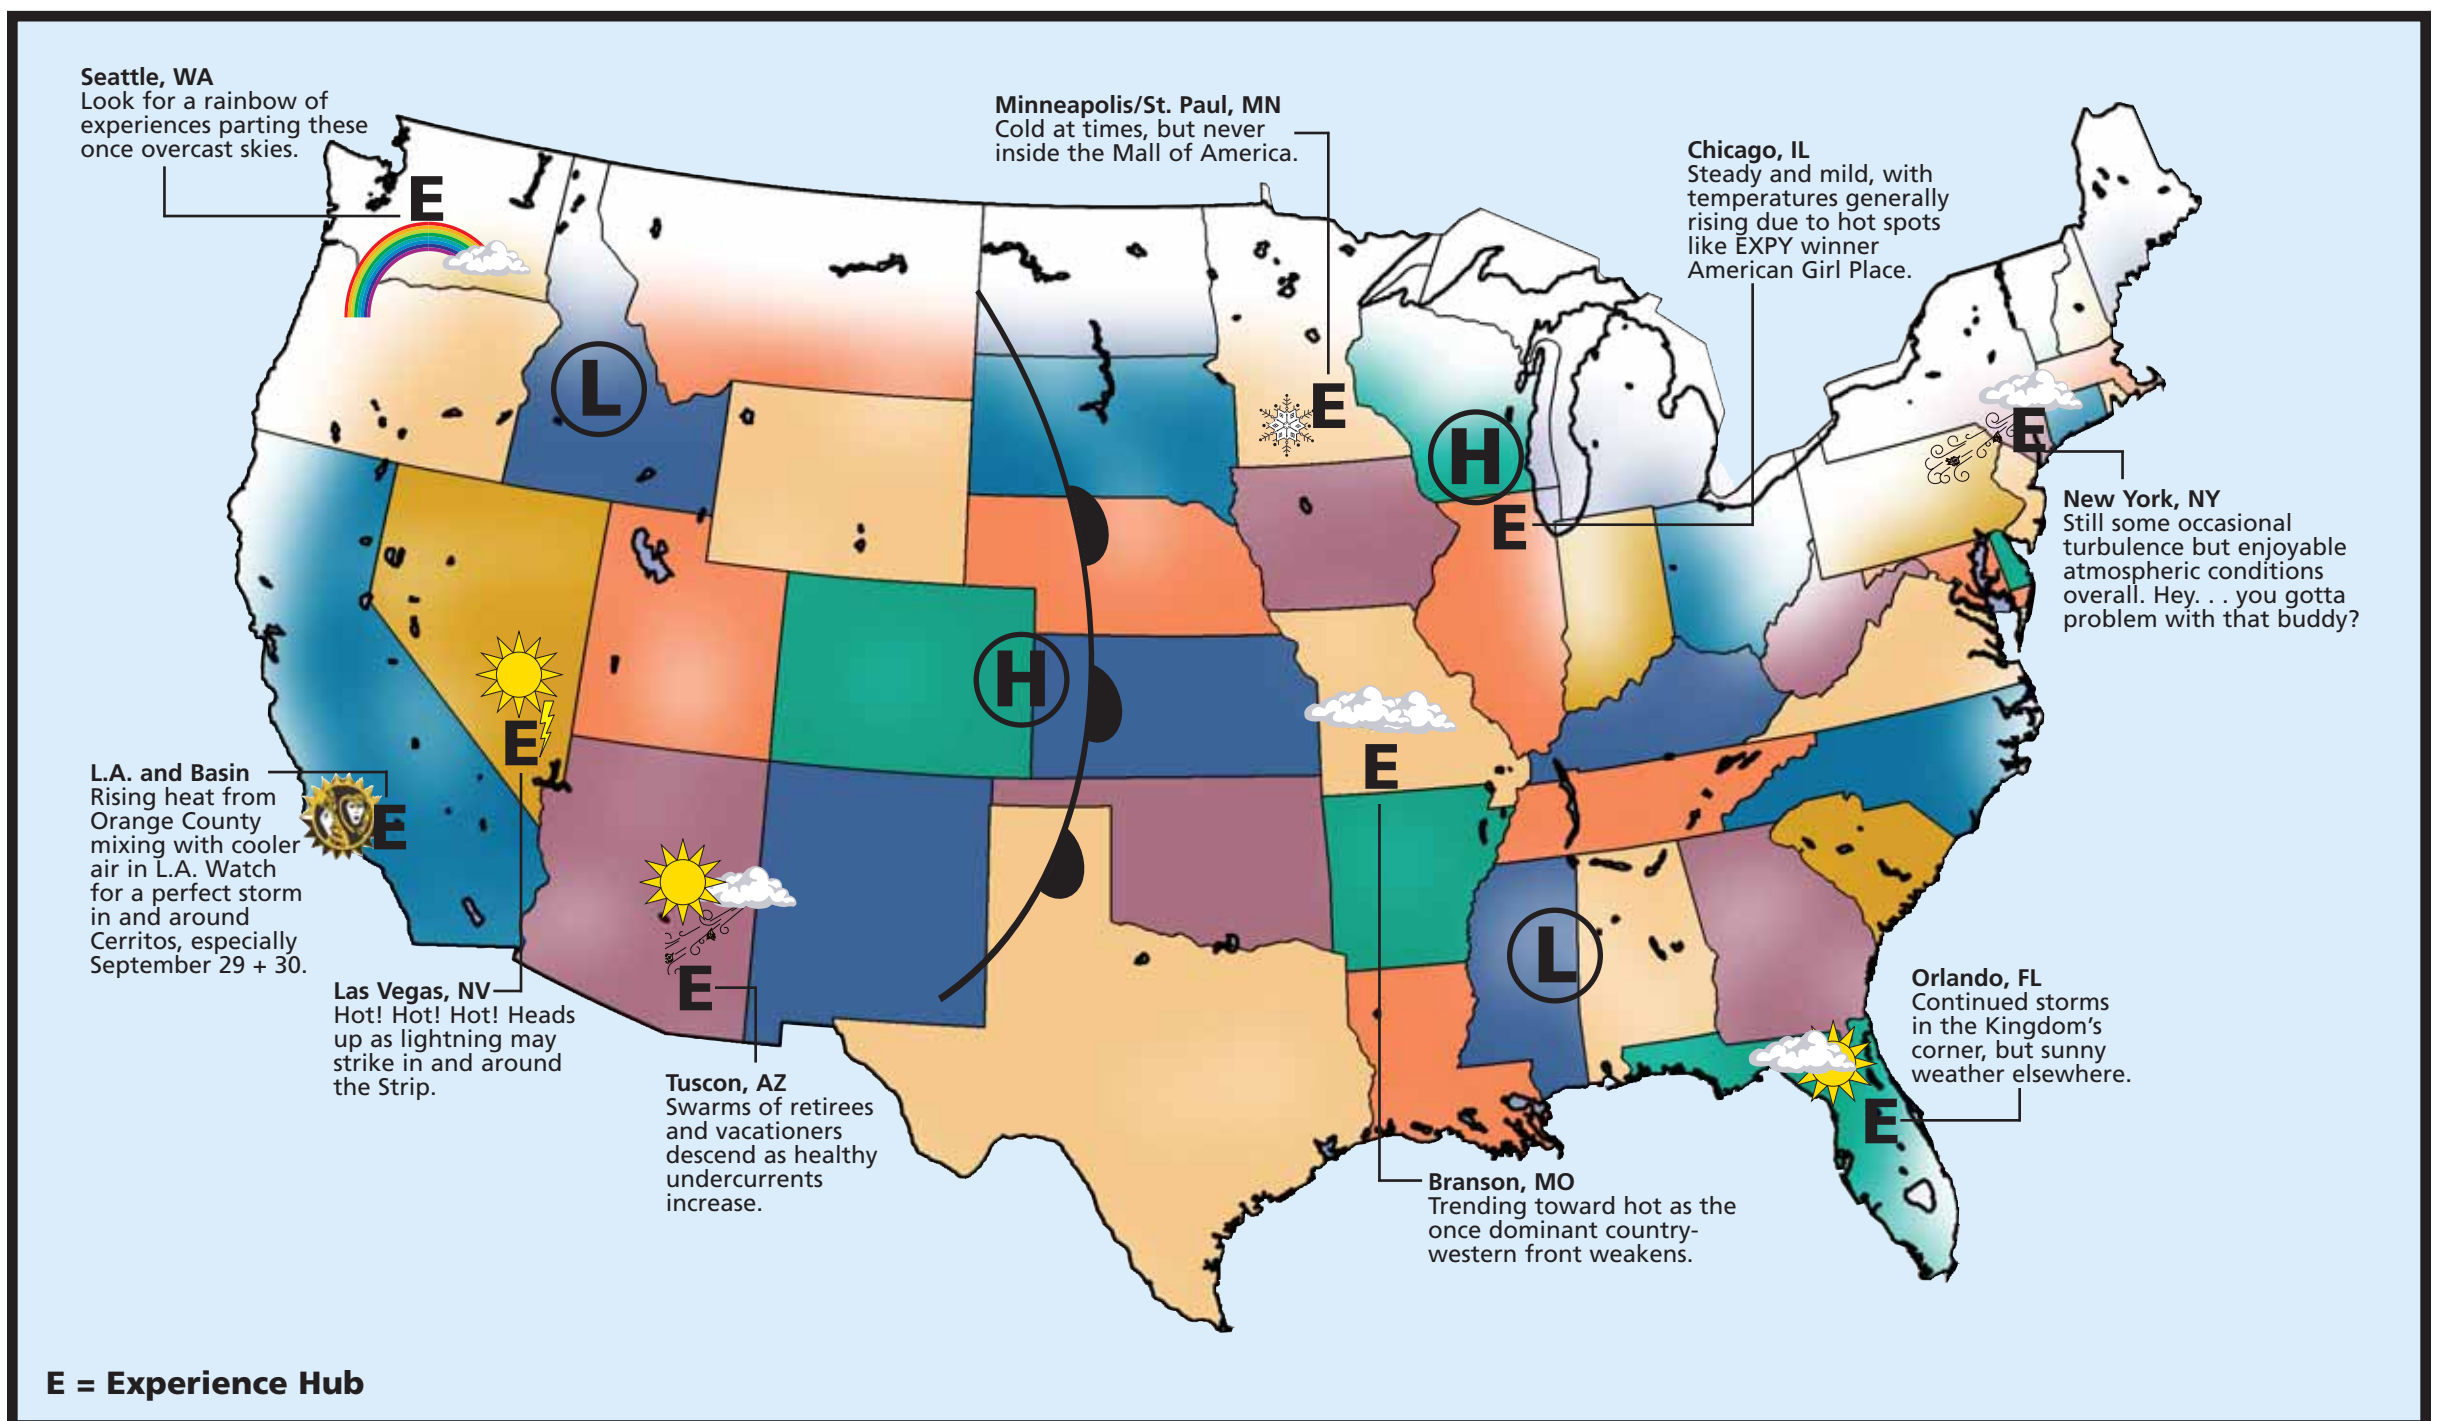 Seattle, WA
Look for a rainbow of
experiences parting these
once overcast skies.
E
Minneapolis/St. Paul, MN
Cold at times, but never
inside the Mall of America.
E
Chicago, IL
Steady and mild, with
temperatures generally
rising due to hot spots
like EXPY winner
American Girl Place.
E
L
H
E
New York, NY
Still some occasional
turbulence but enjoyable
atmospheric conditions
overall. Hey. . . you gotta
problem with that buddy?
H
E
E
L.A. and Basin
Rising heat from
Orange County
mixing with cooler
air in L.A. Watch
for a perfect storm
in and around
Cerritos, especially
September 29 + 30.
E
Las Vegas, NV
Hot! Hot! Hot! Heads
up as lightning may
strike in and around
the Strip.
E
Tuscon, AZ
Swarms of retirees
and vacationers
descend as healthy
undercurrents
increase.
L
Orlando, FL
Continued storms
in the Kingdom's
corner, but sunny
weather elsewhere.
E
Branson, MO
Trending toward hot as the
once dominant country-
western front weakens.
E = Experience Hub